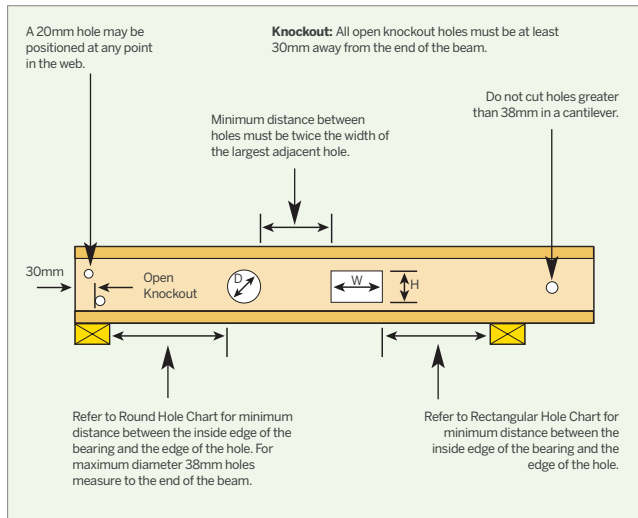 A 20mm hole may be
positioned at any point
in the web.
Knockout: All open knockout holes must be at least
30mm away from the end of the beam.
Do not cut holes greater
than 38mm in a cantilever.
Minimum distance between
holes must be twice the width of
the largest adjacent hole.
30mm
Open
Knockout
D
W
H
Refer to Round Hole Chart for minimum
distance between the inside edge of the
bearing and the edge of the hole. For
maximum diameter 38mm holes
measure to the end of the beam.
Refer to Rectangular Hole Chart for
minimum distance between the
inside edge of the bearing and the
edge of the hole.